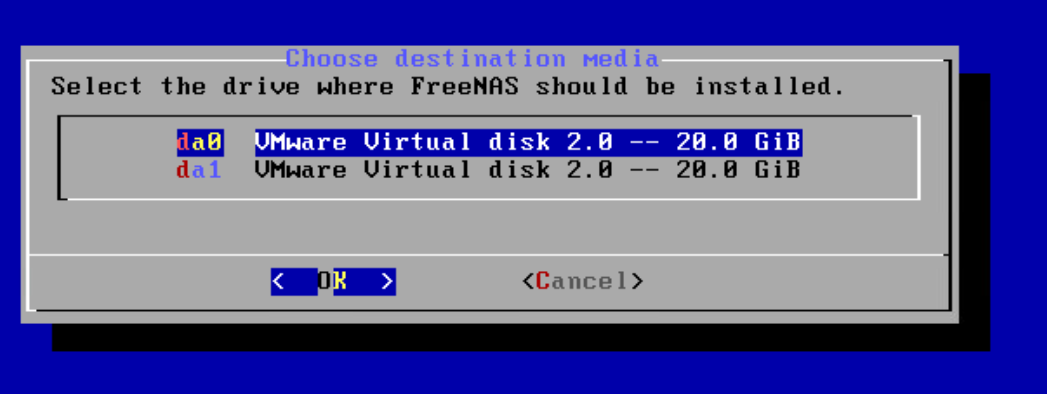 Choose destination media
Select the drive where FreeNAS should be installed.
da0 VMware Virtual disk 2.0 -- 20.0 GiB
da1 VMware Virtual disk 2.0 -- 20.0 GiB
< OK > <Cancel>